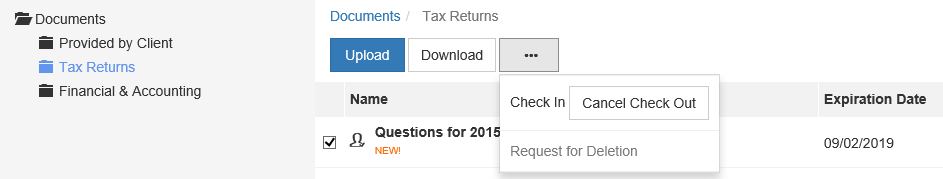 Documents
Provided by Client
Tax Returns
Financial & Accounting
Documents / Tax Returns
Upload Download ...
Check In Cancel Check Out
Request for Deletion
Name Expiration Date
Questions for 2015
NEW!
09/02/2019